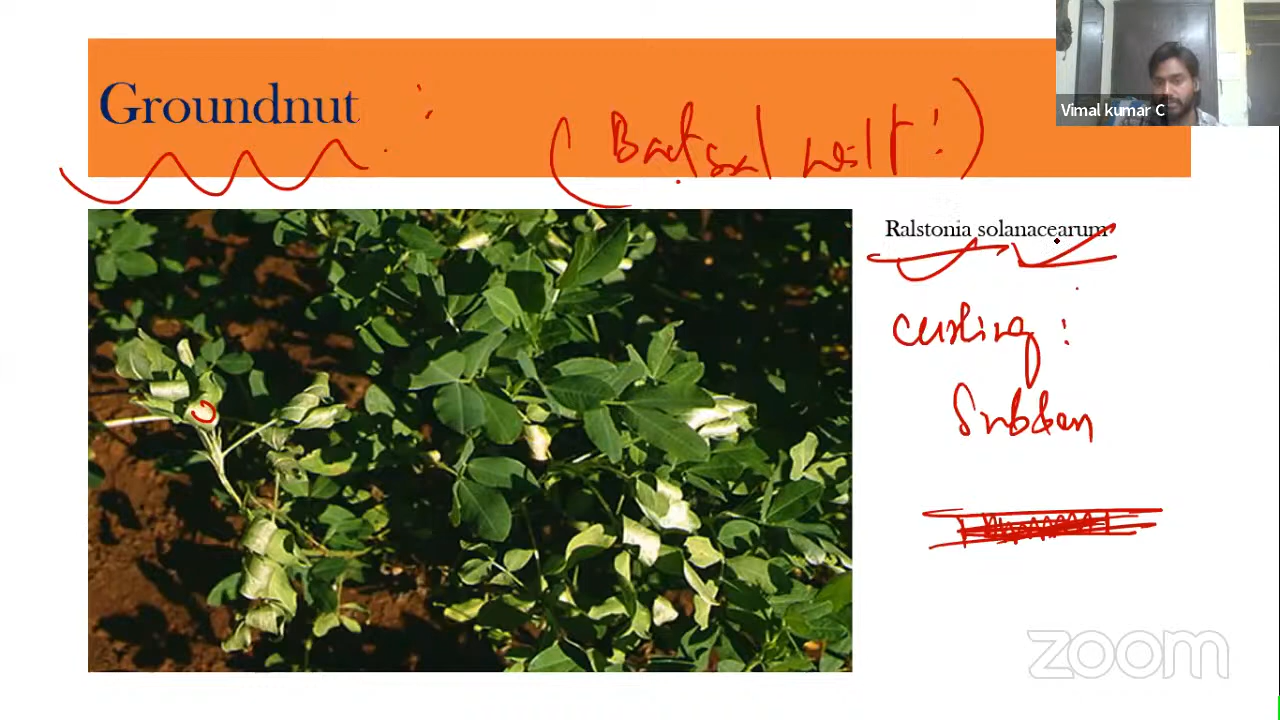 Groundnut :
(Bacterial wilt :)
Vimal kumar C
Ralstonia solanacearum
curling :
Sudden
zoom